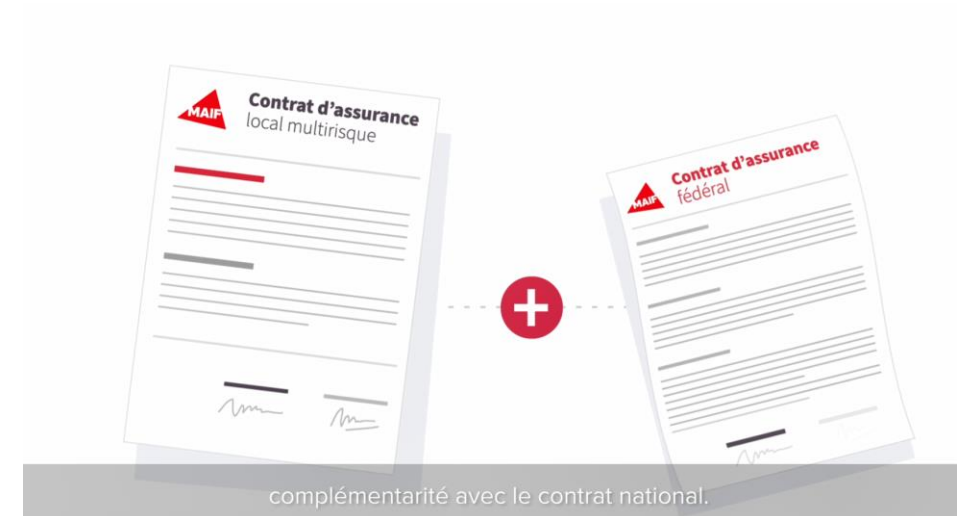 MAIF
Contrat d'assurance
local multirisque
MAIF
Contrat d'assurance
fédéral
complémentarité avec le contrat national.